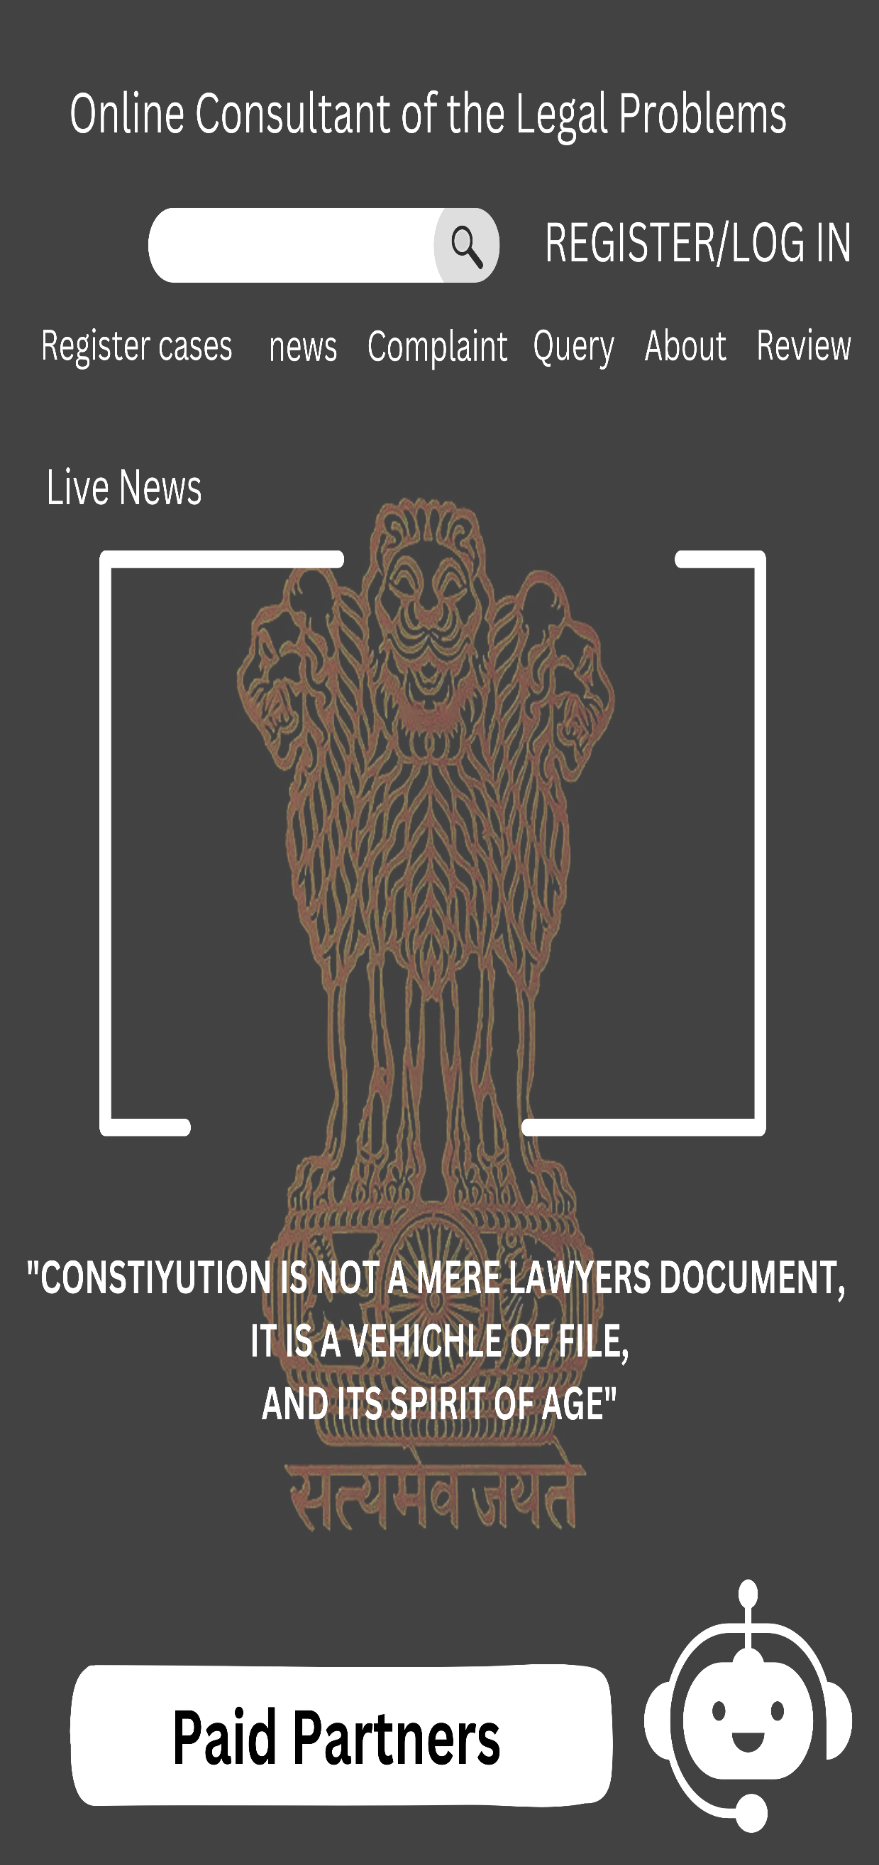 Online Consultant of the Legal Problems
REGISTER/LOG IN
Register cases news Complaint Query About Review
Live News
"CONSTIYUTION IS NOT A MERE LAWYERS DOCUMENT,
IT IS A VEHICHLE OF FILE,
AND ITS SPIRIT OF AGE"
सत्यमेव जयते
Paid Partners